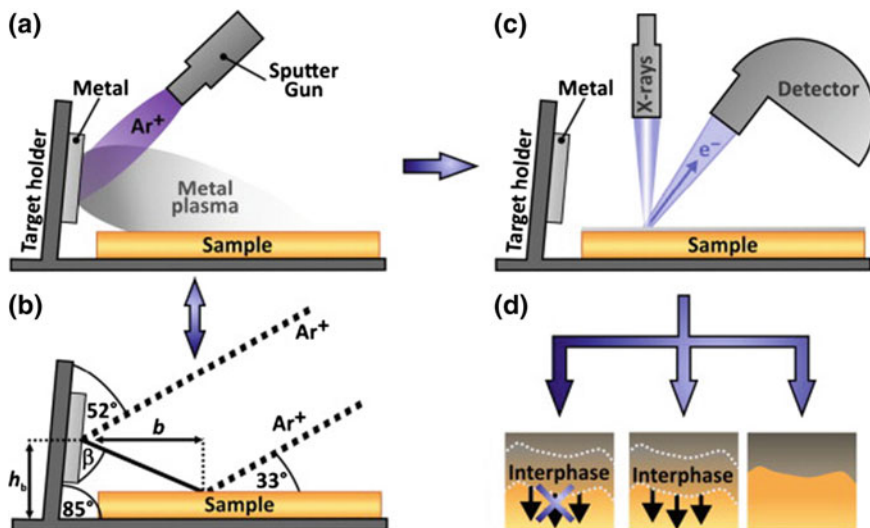 (a)
Metal
Sputter
Gun
Ar+
Target holder
Metal
plasma
Sample
(b)
52°
Ar+
Ar+
b
β
hb
85°
33°
Sample
(c)
Metal
X-rays
Detector
e−
Target holder
Sample
(d)
Interphase
Interphase